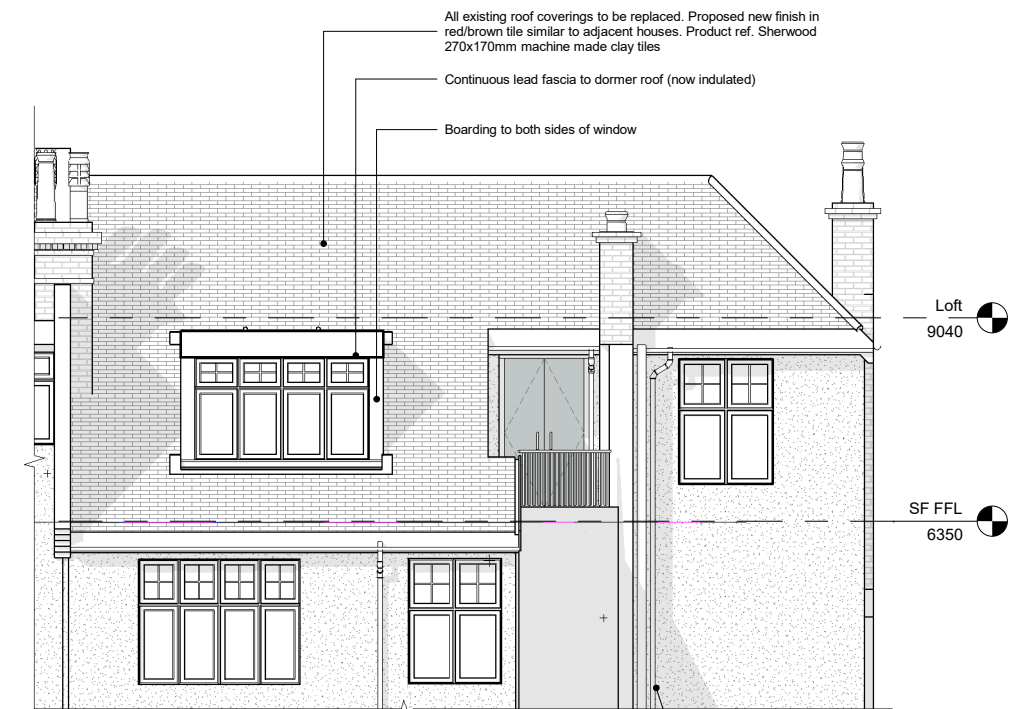 All existing roof coverings to be replaced. Proposed new finish in
red/brown tile similar to adjacent houses. Product ref. Sherwood
270x170mm machine made clay tiles
Continuous lead fascia to dormer roof (now indulated)
Boarding to both sides of window
Loft
9040
SF FFL
6350